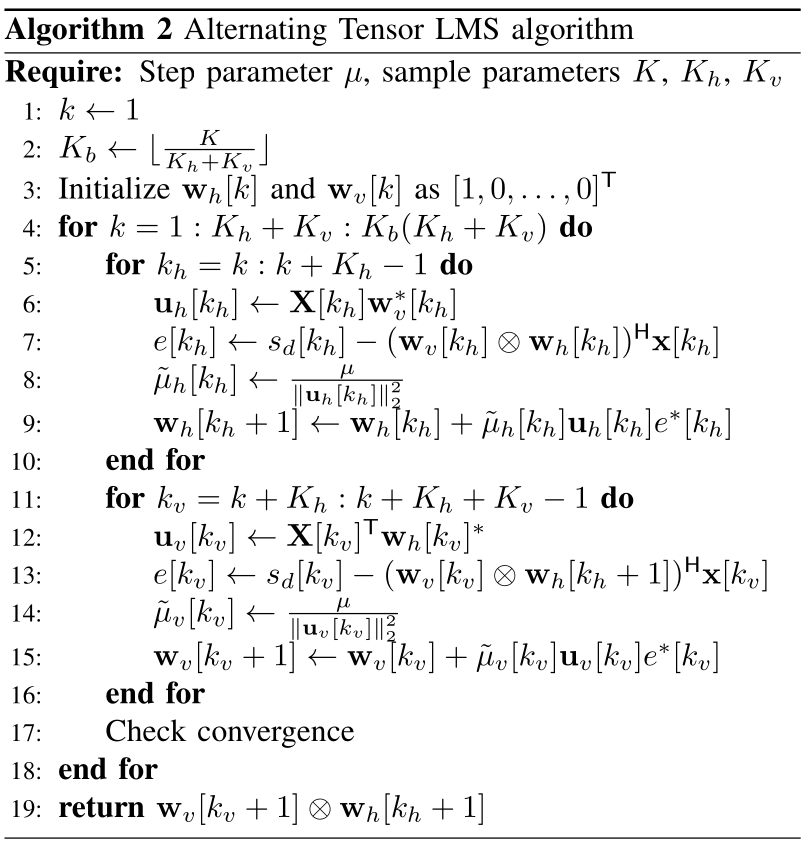 Algorithm 2 Alternating Tensor LMS algorithm
Require: Step parameter $\mu$, sample parameters $K$, $K_h$, $K_v$
1: $k \leftarrow 1$
2: $K_b \leftarrow \lfloor \frac{K}{K_h+K_v} \rfloor$
3: Initialize $\mathbf{w}_h[k]$ and $\mathbf{w}_v[k]$ as $[1, 0, \ldots, 0]^\mathsf{T}$
4: for $k = 1 : K_h + K_v : K_b(K_h + K_v)$ do
5: for $k_h = k : k + K_h - 1$ do
6: $\mathbf{u}_h[k_h] \leftarrow \mathbf{X}[k_h]\mathbf{w}_v^*[k_h]$
7: $e[k_h] \leftarrow s_d[k_h] - (\mathbf{w}_v[k_h] \otimes \mathbf{w}_h[k_h])^\mathsf{H}\mathbf{x}[k_h]$
8: $\tilde{\mu}_h[k_h] \leftarrow \frac{\mu}{\|\mathbf{u}_h[k_h]\|_2^2}$
9: $\mathbf{w}_h[k_h + 1] \leftarrow \mathbf{w}_h[k_h] + \tilde{\mu}_h[k_h]\mathbf{u}_h[k_h]e^*[k_h]$
10: end for
11: for $k_v = k + K_h : k + K_h + K_v - 1$ do
12: $\mathbf{u}_v[k_v] \leftarrow \mathbf{X}[k_v]^\mathsf{T}\mathbf{w}_h[k_v]^*$
13: $e[k_v] \leftarrow s_d[k_v] - (\mathbf{w}_v[k_v] \otimes \mathbf{w}_h[k_h + 1])^\mathsf{H}\mathbf{x}[k_v]$
14: $\tilde{\mu}_v[k_v] \leftarrow \frac{\mu}{\|\mathbf{u}_v[k_v]\|_2^2}$
15: $\mathbf{w}_v[k_v + 1] \leftarrow \mathbf{w}_v[k_v] + \tilde{\mu}_v[k_v]\mathbf{u}_v[k_v]e^*[k_v]$
16: end for
17: Check convergence
18: end for
19: return $\mathbf{w}_v[k_v + 1] \otimes \mathbf{w}_h[k_h + 1]$